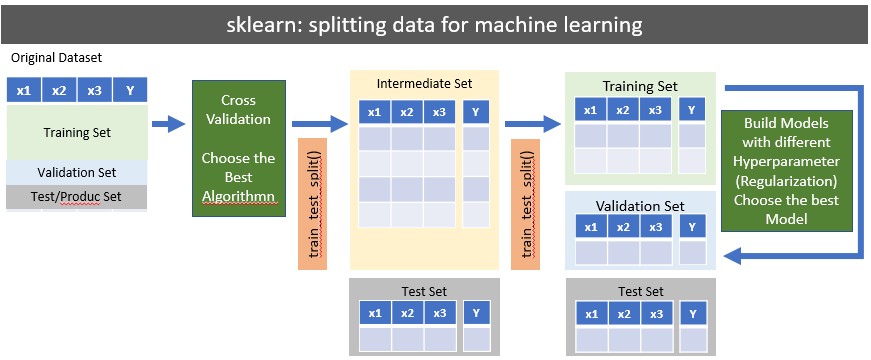 sklearn: splitting data for machine learning
Original Dataset
x1 x2 x3 Y
Training Set
Validation Set
Test/Produc Set
Cross
Validation
Choose the
Best
Algorithmn
train_test_split()
Intermediate Set
x1 x2 x3 Y
Test Set
x1 x2 x3 Y
train_test_split()
Training Set
x1 x2 x3 Y
Validation Set
x1 x2 x3 Y
Test Set
x1 x2 x3 Y
Build Models
with different
Hyperparameter
(Regularization)
Choose the best
Model